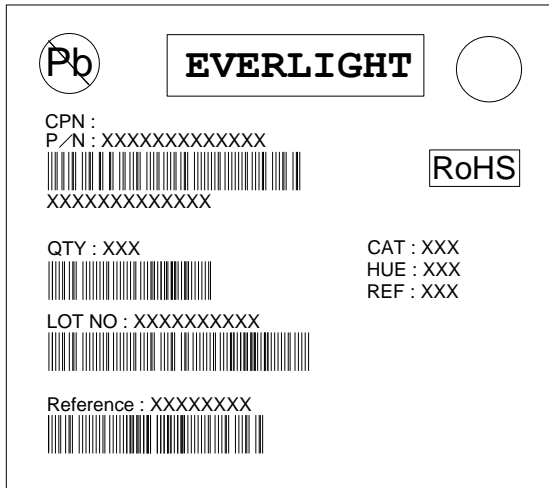 Pb
EVERLIGHT
CPN :
P/N : XXXXXXXXXXXXX
RoHS
XXXXXXXXXXXXX
QTY : XXX
CAT : XXX
HUE : XXX
REF : XXX
LOT NO : XXXXXXXXXX
Reference : XXXXXXXX